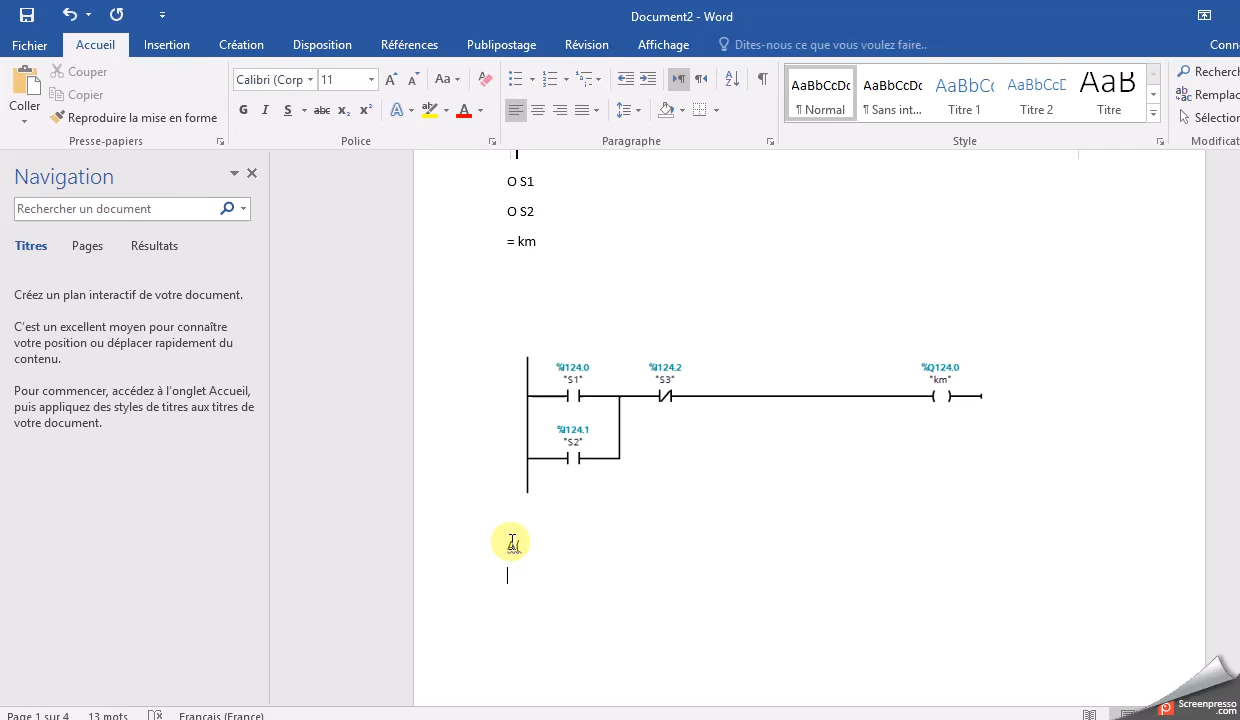 Document2 - Word
Fichier Accueil Insertion Création Disposition Références Publipostage Révision Affichage Dites-nous ce que vous voulez faire.. Conn
Coller
Couper
Copier
Reproduire la mise en forme
Presse-papiers
Calibri (Corp 11
Aa
G I S abc x₂ x² A A
Police
Paragraphe
AaBbCcDc AaBbCcDc AaBbCc AaBbCcD AaB
¶ Normal ¶ Sans int... Titre 1 Titre 2 Titre
Style
Recherch
Remplac
Sélection
Modificat
Navigation
Rechercher un document
Titres Pages Résultats
Créez un plan interactif de votre document.
C'est un excellent moyen pour connaître
votre position ou déplacer rapidement du
contenu.
Pour commencer, accédez à l'onglet Accueil,
puis appliquez des styles de titres aux titres de
votre document.
O S1
O S2
= km
%I124.0 %I124.2 %Q124.0
"S1" "S3" "km"
%I124.1
"S2"
A(
Page 1 sur 4 13 mots Français (France)
Screenpresso
.com